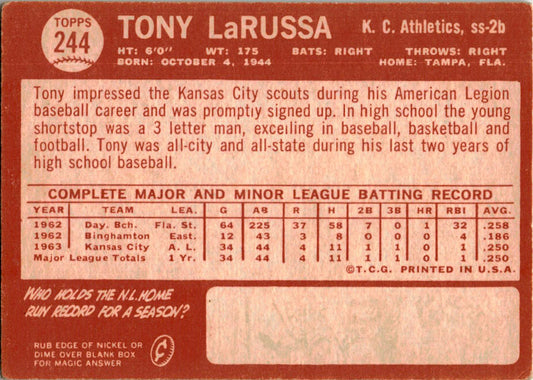 TOPPS
244
TONY LaRUSSA
K. C. Athletics, ss-2b
HT: 6'0" WT: 175 BATS: RIGHT THROWS: RIGHT
BORN: OCTOBER 4, 1944 HOME: TAMPA, FLA.
Tony impressed the Kansas City scouts during his American Legion
baseball career and was promptly signed up. In high school the young
shortstop was a 3 letter man, exceiling in baseball, basketball and
football. Tony was all-city and all-state during his last two years of
high school baseball.
COMPLETE MAJOR AND MINOR LEAGUE BATTING RECORD
YEAR TEAM LEA. G AB R H 2B 3B HR RBI AVG.
1962 Day. Bch. Fla. St. 64 225 37 58 7 0 1 32 .258
1962 Binghamton East. 12 43 3 8 0 0 0 4 .186
1963 Kansas City A. L. 34 44 4 11 1 0 0 1 .250
Major League Totals 1 Yr. 34 44 4 11 1 0 0 1 .250
©T.C.G. PRINTED IN U.S.A.
WHO HOLDS THE N.L. HOME
RUN RECORD FOR A SEASON?
RUB EDGE OF NICKEL OR
DIME OVER BLANK BOX
FOR MAGIC ANSWER